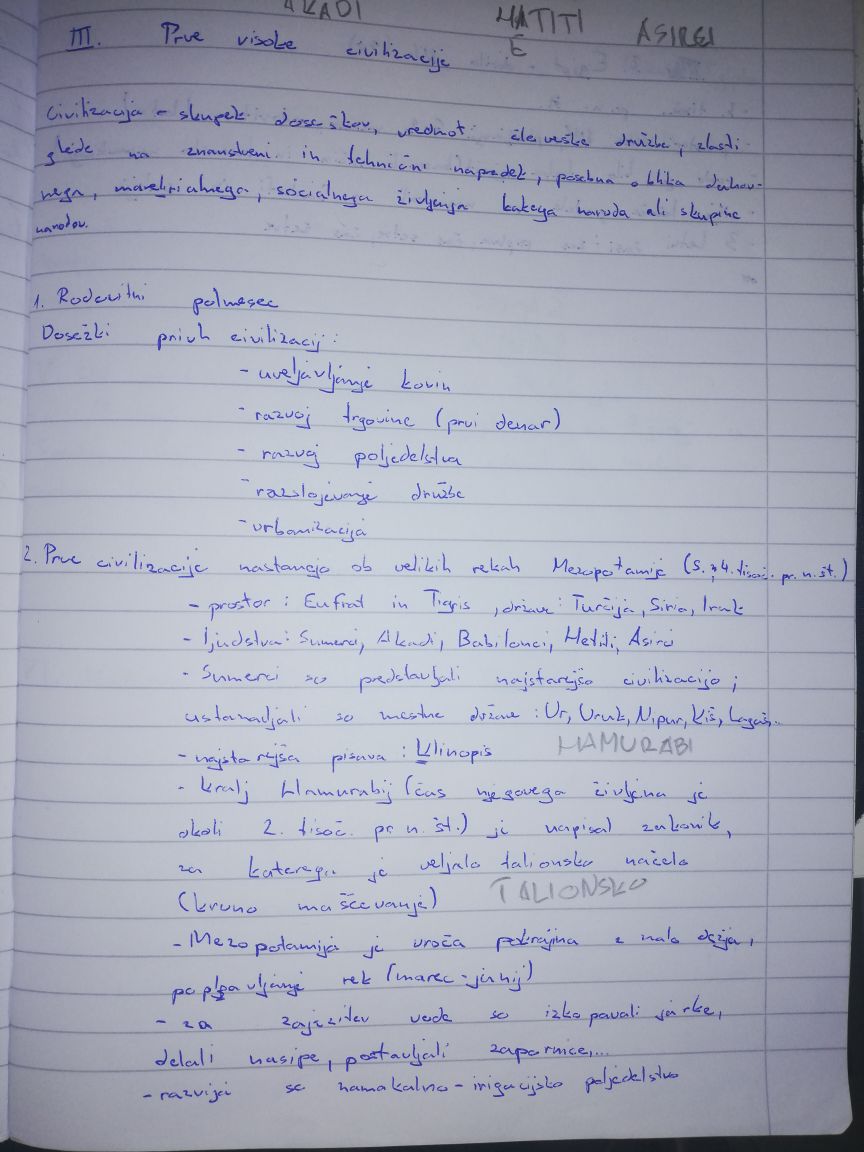 AKADI HATITI ASIRCI
E
III. Prve visoke civilizacije
Civilizacija - skupek dosežkov, vrednot človeške družbe, zlasti
glede na znanstveni in tehnični napredek, posebna oblika duhov-
nega, materialnega, socialnega življenja kakega naroda ali skupine
narodov.
1. Rodovitni polmesec
Dosežki prvih civilizacij:
- uveljavljanje kovin
- razvoj trgovine (prvi denar)
- razvoj poljedelstva
- razslojevanje družbe
- urbanizacija
2. Prve civilizacije nastanejo ob velikih rekah Mezopotamije (5. 4. tisoč. pr. n. št.)
- prostor: Eufrat in Tigris, države: Turčija, Siria, Irak
- ljudstva: Sumerci, Akadi, Babilonci, Hetiti, Asirci
- Sumerci so predstavljali najstarejšo civilizacijo;
ustanavljali so mestne države: Ur, Uruk, Nipur, Kiš, Lagaš..
- najstarejša pisava: Klinopis HAMURABI
- kralj Hamurabij (čas njegovega življena je
okoli 2. tisoč. pr. n. št.) je napisal zakonik,
za katerega je veljalo talionsko načelo
(krvno maščevanje) TALIONSKO
- Mezopotamija je vroča pokrajina z malo dežja,
poplavljanje rek (marec - junij)
- za zajezitev vode so izkopavali jarke,
delali nasipe, postavljali zapornice,...
- razvija se namakalno - irigacijsko poljedelstvo